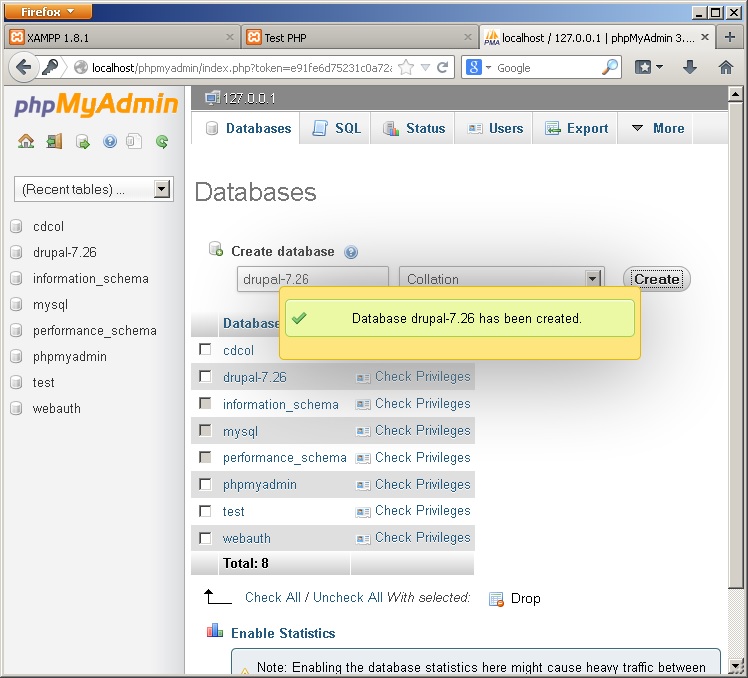 Firefox
XAMPP 1.8.1
Test PHP
localhost / 127.0.0.1 | phpMyAdmin 3....
localhost/phpmyadmin/index.php?token=e91fe6d75231c0a72
Google
phpMyAdmin
127.0.0.1
Databases
SQL
Status
Users
Export
More
(Recent tables) ...
cdcol
drupal-7.26
information_schema
mysql
performance_schema
phpmyadmin
test
webauth
Databases
Create database
drupal-7.26
Collation
Create
Database drupal-7.26 has been created.
Database
cdcol
drupal-7.26 Check Privileges
information_schema Check Privileges
mysql Check Privileges
performance_schema Check Privileges
phpmyadmin Check Privileges
test Check Privileges
webauth Check Privileges
Total: 8
Check All / Uncheck All With selected: Drop
Enable Statistics
Note: Enabling the database statistics here might cause heavy traffic between